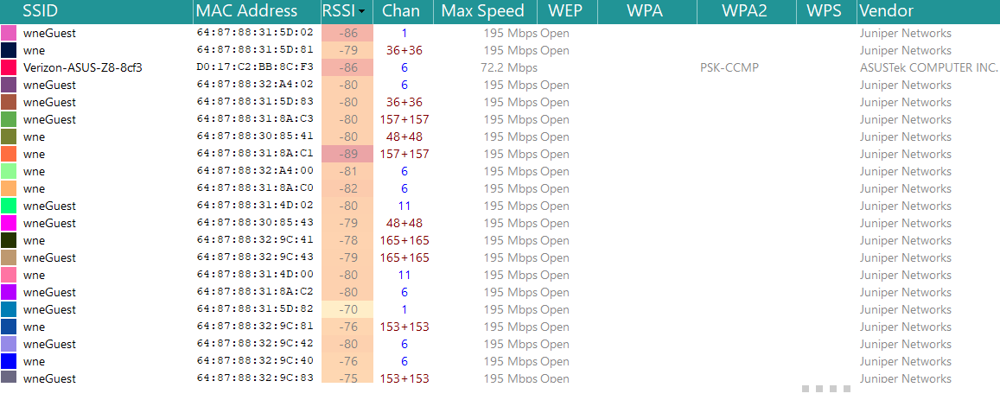 SSID MAC Address RSSI Chan Max Speed WEP WPA WPA2 WPS Vendor
wneGuest 64:87:88:31:5D:02 -86 1 195 Mbps Open Juniper Networks
wne 64:87:88:31:5D:81 -79 36+36 195 Mbps Open Juniper Networks
Verizon-ASUS-Z8-8cf3 D0:17:C2:BB:8C:F3 -86 6 72.2 Mbps PSK-CCMP ASUSTek COMPUTER INC.
wneGuest 64:87:88:32:A4:02 -80 6 195 Mbps Open Juniper Networks
wneGuest 64:87:88:31:5D:83 -80 36+36 195 Mbps Open Juniper Networks
wneGuest 64:87:88:31:8A:C3 -80 157+157 195 Mbps Open Juniper Networks
wne 64:87:88:30:85:41 -80 48+48 195 Mbps Open Juniper Networks
wne 64:87:88:31:8A:C1 -89 157+157 195 Mbps Open Juniper Networks
wne 64:87:88:32:A4:00 -81 6 195 Mbps Open Juniper Networks
wne 64:87:88:31:8A:C0 -82 6 195 Mbps Open Juniper Networks
wneGuest 64:87:88:31:4D:02 -80 11 195 Mbps Open Juniper Networks
wneGuest 64:87:88:30:85:43 -79 48+48 195 Mbps Open Juniper Networks
wne 64:87:88:32:9C:41 -78 165+165 195 Mbps Open Juniper Networks
wneGuest 64:87:88:32:9C:43 -79 165+165 195 Mbps Open Juniper Networks
wne 64:87:88:31:4D:00 -80 11 195 Mbps Open Juniper Networks
wneGuest 64:87:88:31:8A:C2 -80 6 195 Mbps Open Juniper Networks
wneGuest 64:87:88:31:5D:82 -70 1 195 Mbps Open Juniper Networks
wne 64:87:88:32:9C:81 -76 153+153 195 Mbps Open Juniper Networks
wneGuest 64:87:88:32:9C:42 -80 6 195 Mbps Open Juniper Networks
wne 64:87:88:32:9C:40 -76 6 195 Mbps Open Juniper Networks
wneGuest 64:87:88:32:9C:83 -75 153+153 195 Mbps Open Juniper Networks